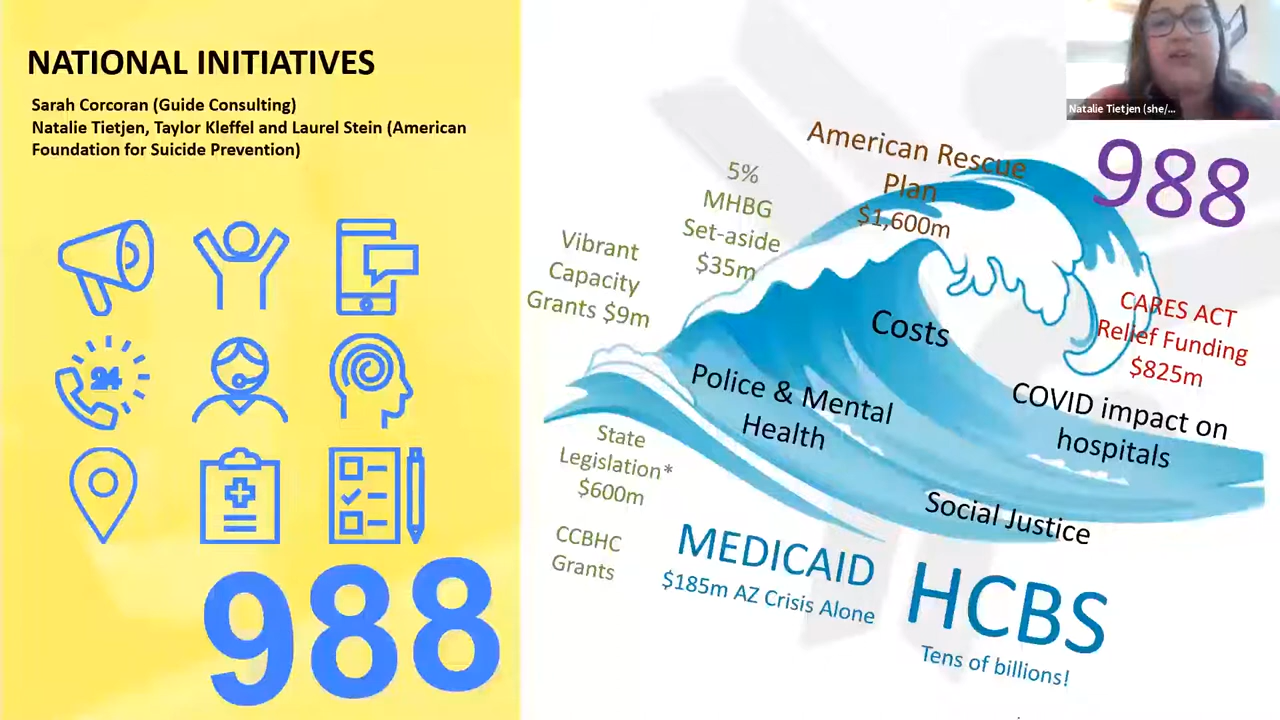 NATIONAL INITIATIVES
Sarah Corcoran (Guide Consulting)
Natalie Tietjen, Taylor Kleffel and Laurel Stein (American
Foundation for Suicide Prevention)
24
988
Natalie Tietjen (she/...
988
American Rescue
Plan
$1,600m
5%
MHBG
Set-aside
$35m
Vibrant
Capacity
Grants $9m
Costs
CARES ACT
Relief Funding
$825m
Police & Mental
Health
COVID impact on
hospitals
State
Legislation*
$600m
Social Justice
CCBHC
Grants
MEDICAID
$185m AZ Crisis Alone
HCBS
Tens of billions!